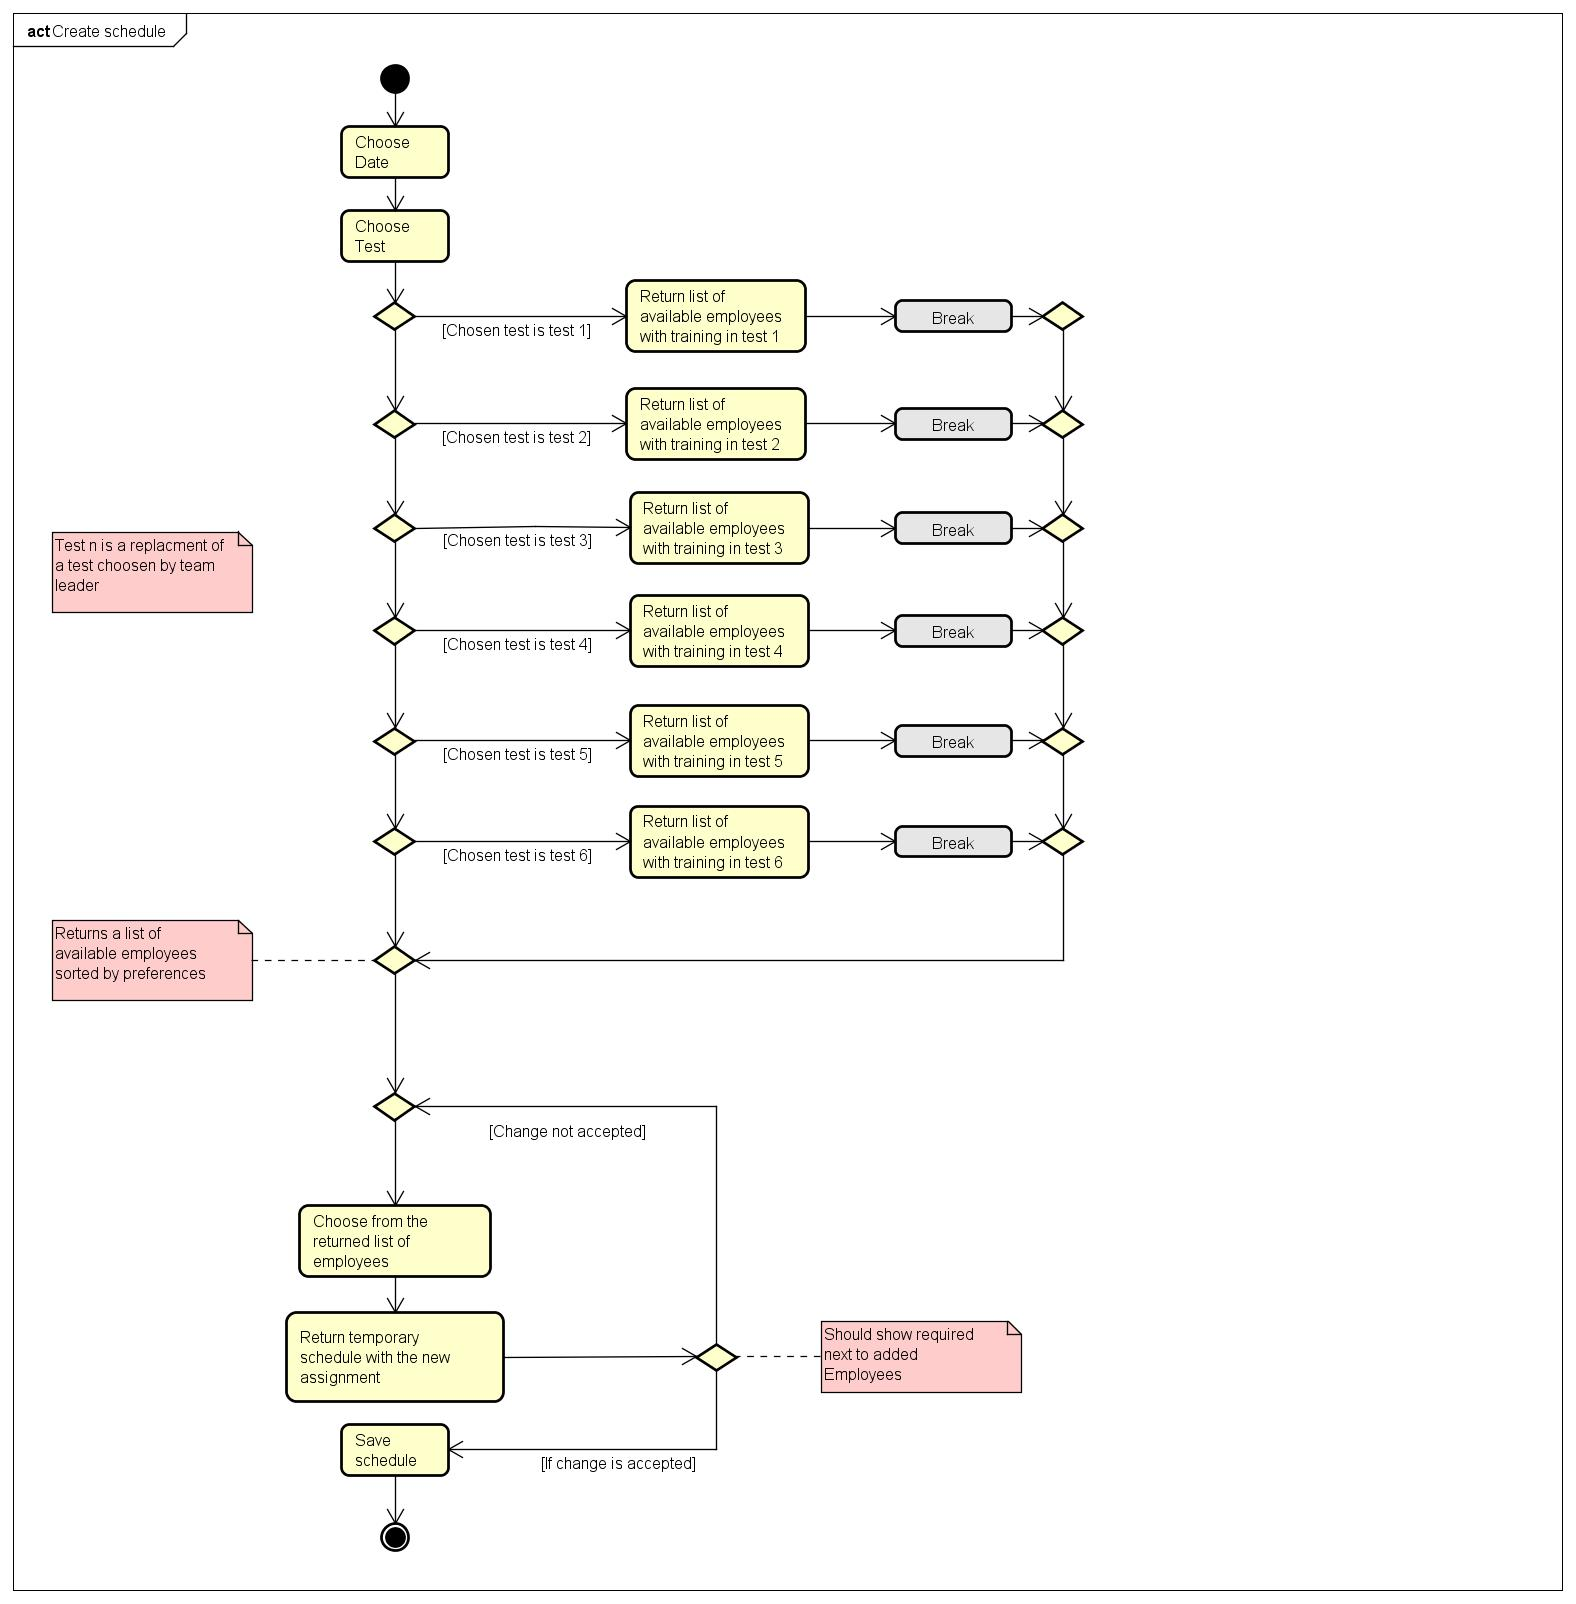 act Create schedule
Choose
Date
Choose
Test
[Chosen test is test 1]
Return list of
available employees
with training in test 1
Break
[Chosen test is test 2]
Return list of
available employees
with training in test 2
Break
Test n is a replacment of
a test choosen by team
leader
[Chosen test is test 3]
Return list of
available employees
with training in test 3
Break
[Chosen test is test 4]
Return list of
available employees
with training in test 4
Break
[Chosen test is test 5]
Return list of
available employees
with training in test 5
Break
[Chosen test is test 6]
Return list of
available employees
with training in test 6
Break
Returns a list of
available employees
sorted by preferences
[Change not accepted]
Choose from the
returned list of
employees
Return temporary
schedule with the new
assignment
Should show required
next to added
Employees
Save
schedule
[If change is accepted]